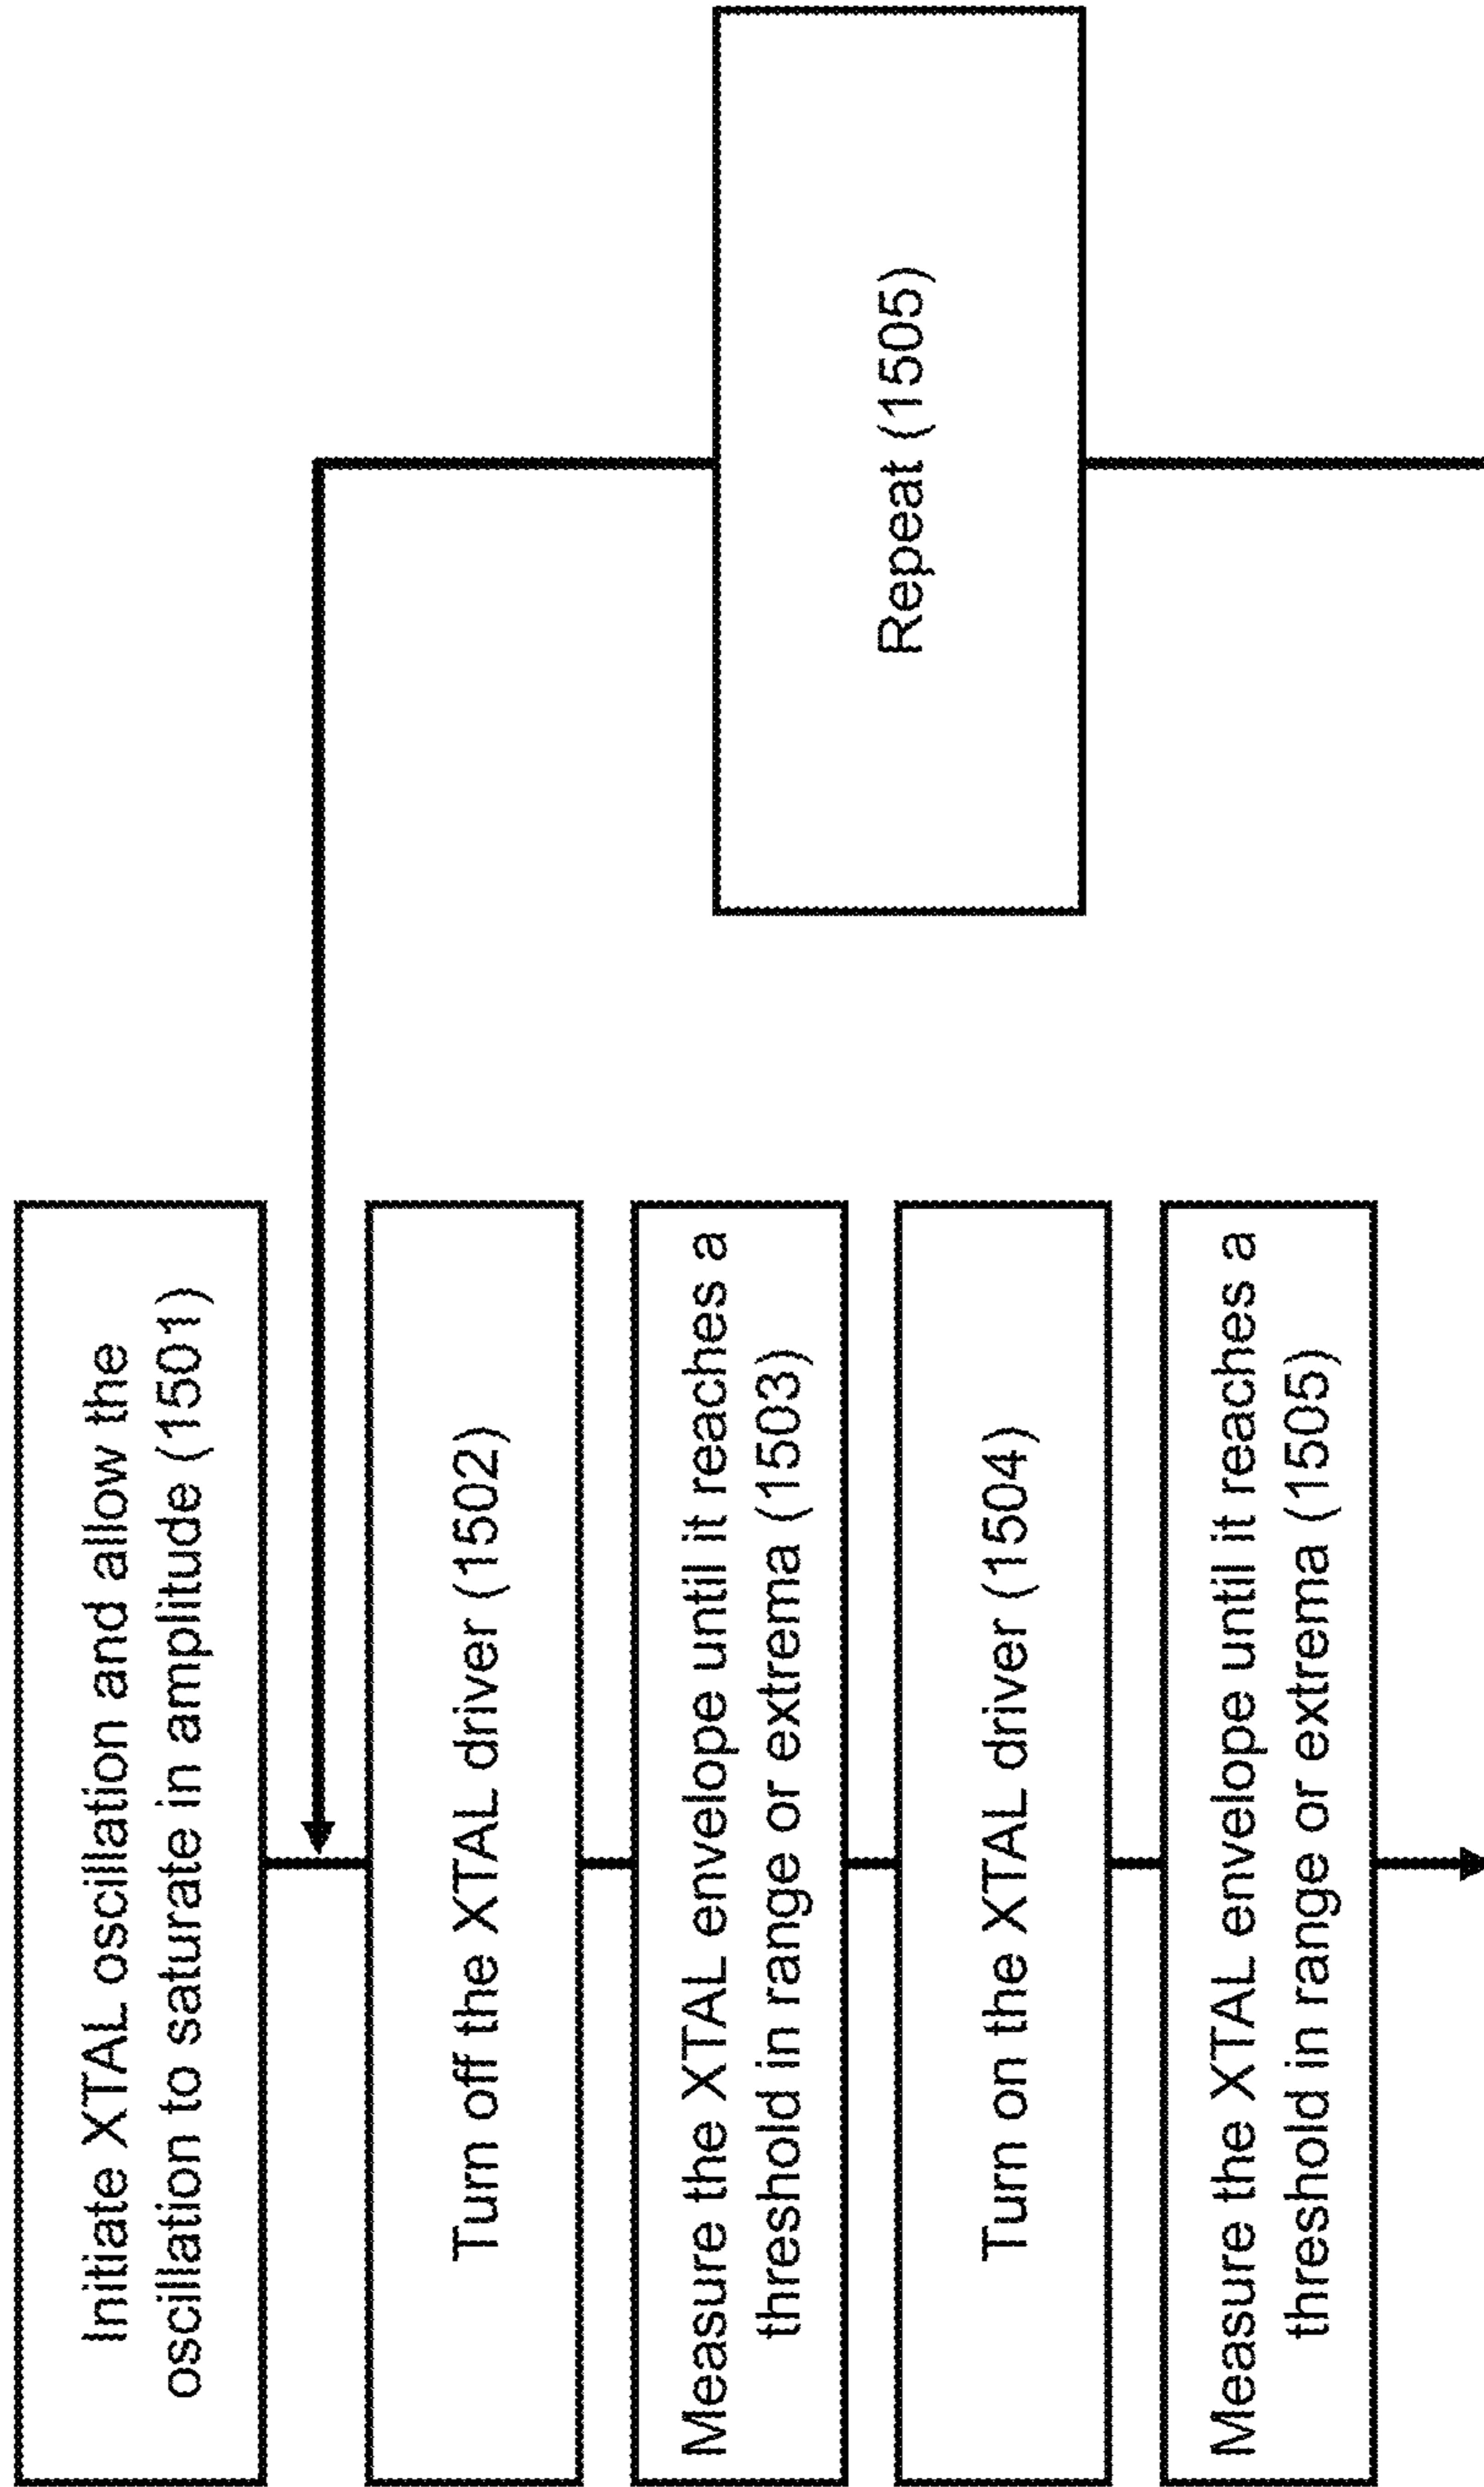 Initiate XTAL oscillation and allow the
oscillation to saturate in amplitude (1501)
Turn off the XTAL driver (1502)
Measure the XTAL envelope until it reaches a
threshold in range or extrema (1503)
Turn on the XTAL driver (1504)
Measure the XTAL envelope until it reaches a
threshold in range or extrema (1505)
Repeat (1505)